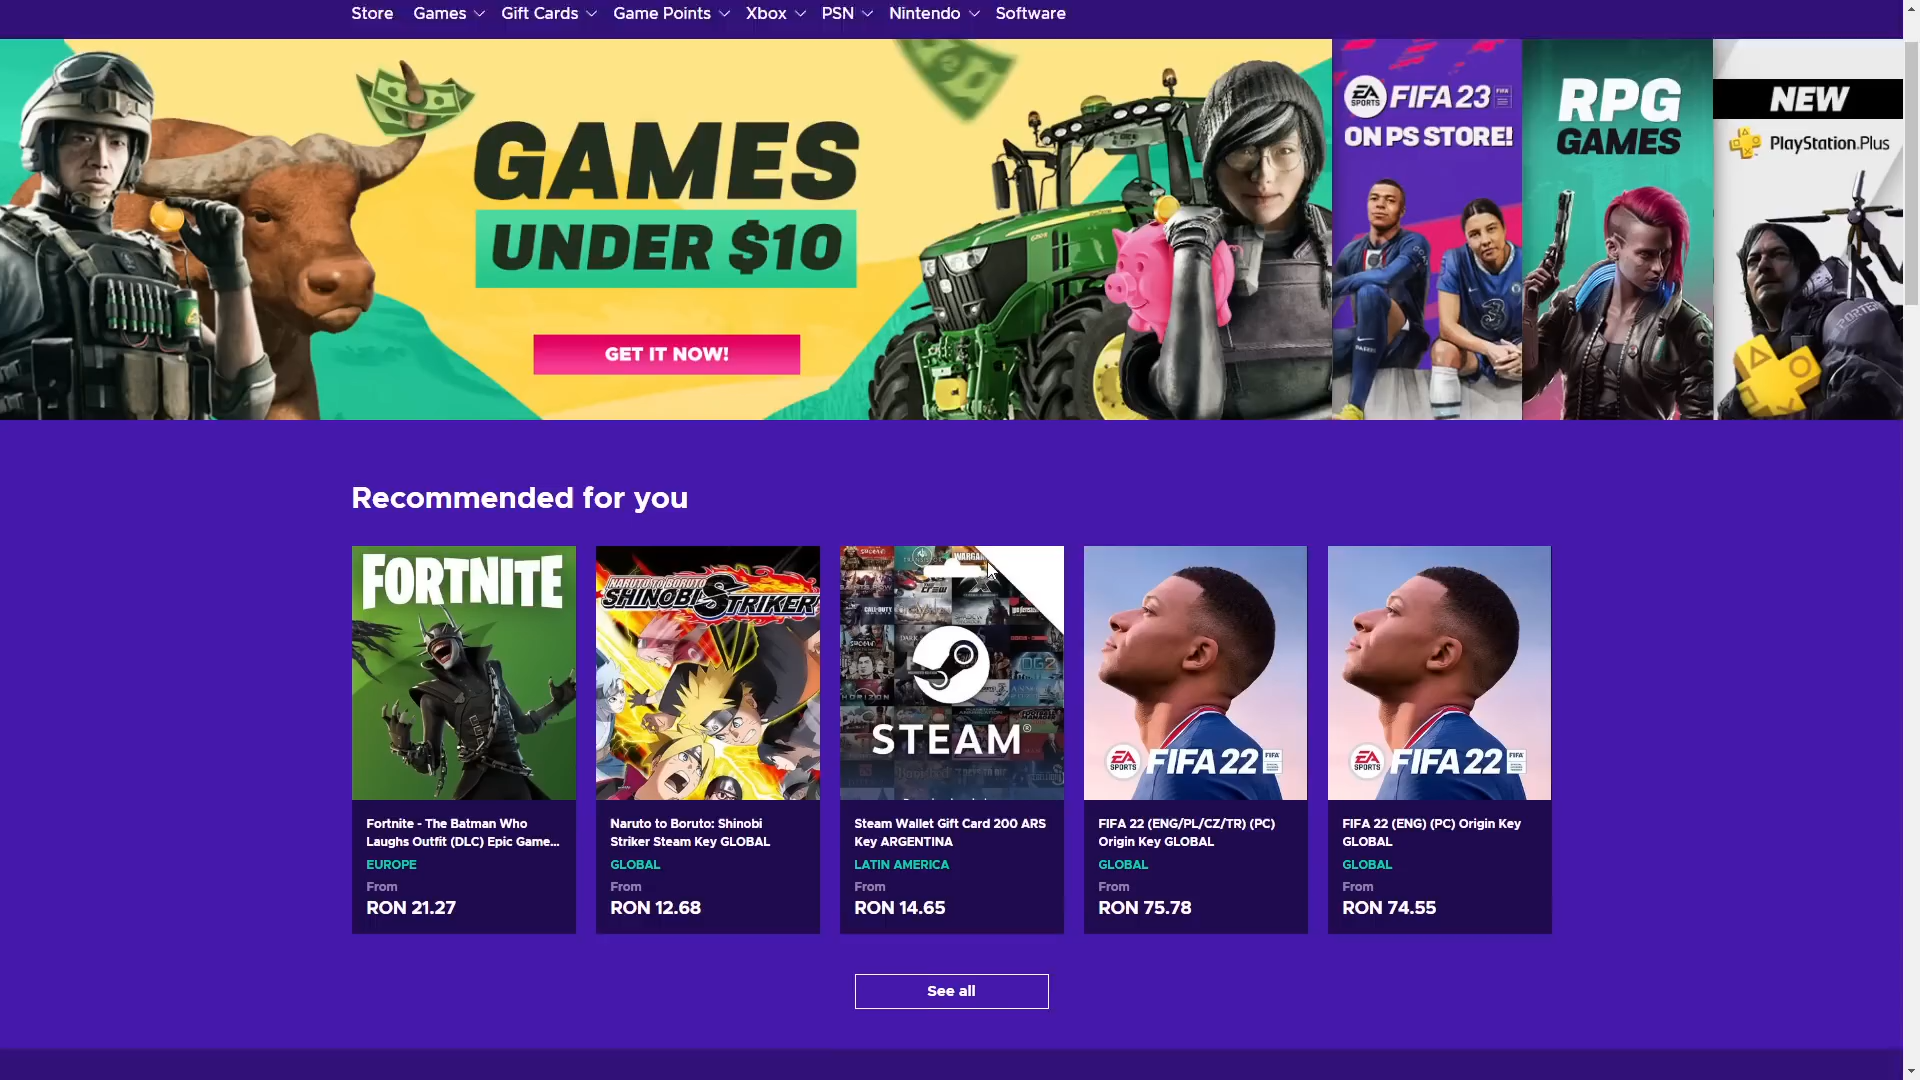 Store Games Gift Cards Game Points Xbox PSN Nintendo Software
GAMES
UNDER $10
GET IT NOW!
EA SPORTS FIFA 23 FIFA
ON PS STORE!
RPG
GAMES
NEW
PlayStation.Plus
Recommended for you
FORTNITE
NARUTO TO BORUTO
SHINOBI STRIKER
STEAM®
EA SPORTS FIFA 22 FIFA
EA SPORTS FIFA 22 FIFA
Fortnite - The Batman Who
Laughs Outfit (DLC) Epic Game...
EUROPE
From
RON 21.27
Naruto to Boruto: Shinobi
Striker Steam Key GLOBAL
GLOBAL
From
RON 12.68
Steam Wallet Gift Card 200 ARS
Key ARGENTINA
LATIN AMERICA
From
RON 14.65
FIFA 22 (ENG/PL/CZ/TR) (PC)
Origin Key GLOBAL
GLOBAL
From
RON 75.78
FIFA 22 (ENG) (PC) Origin Key
GLOBAL
GLOBAL
From
RON 74.55
See all